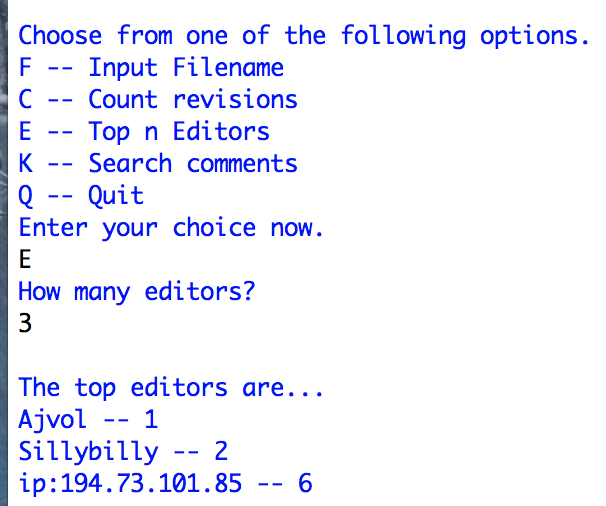 Choose from one of the following options.
F -- Input Filename
C -- Count revisions
E -- Top n Editors
K -- Search comments
Q -- Quit
Enter your choice now.
E
How many editors?
3
The top editors are...
Ajvol -- 1
Sillybilly -- 2
ip:194.73.101.85 -- 6